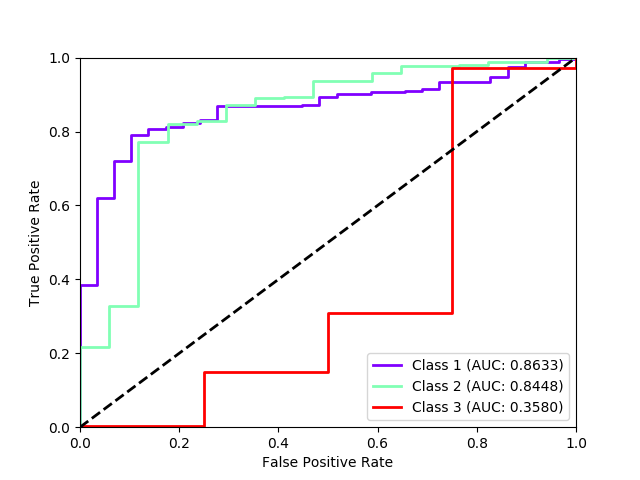 1.0
0.8
0.6
0.4
0.2
0.0
True Positive Rate
Class 1 (AUC: 0.8633)
Class 2 (AUC: 0.8448)
Class 3 (AUC: 0.3580)
0.0 0.2 0.4 0.6 0.8 1.0
False Positive Rate